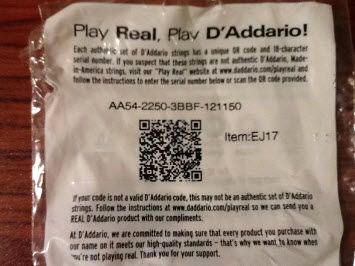 Play Real, Play D'Addario!
Each authentic set of D'Addario strings has a unique QR code and 18-character
serial number. If you suspect that these strings are not authentic D'Addario, Made-
in-America strings, visit our "Play Real" website at www.daddario.com/playreal and
follow the instructions to enter the serial number below or scan the QR code provided.
AA54-2250-3BBF-121150
Item:EJ17
If your code is not a valid D'Addario code, this may not be an authentic set of D'Addario
strings. Follow the instructions at www.daddario.com/playreal so we can send you a
REAL D'Addario product with our compliments.
At D'Addario, we are committed to making sure that every product you purchase with
our name on it meets our high-quality standards - that's why we want to know when
you're not playing real. Thank you for your support.